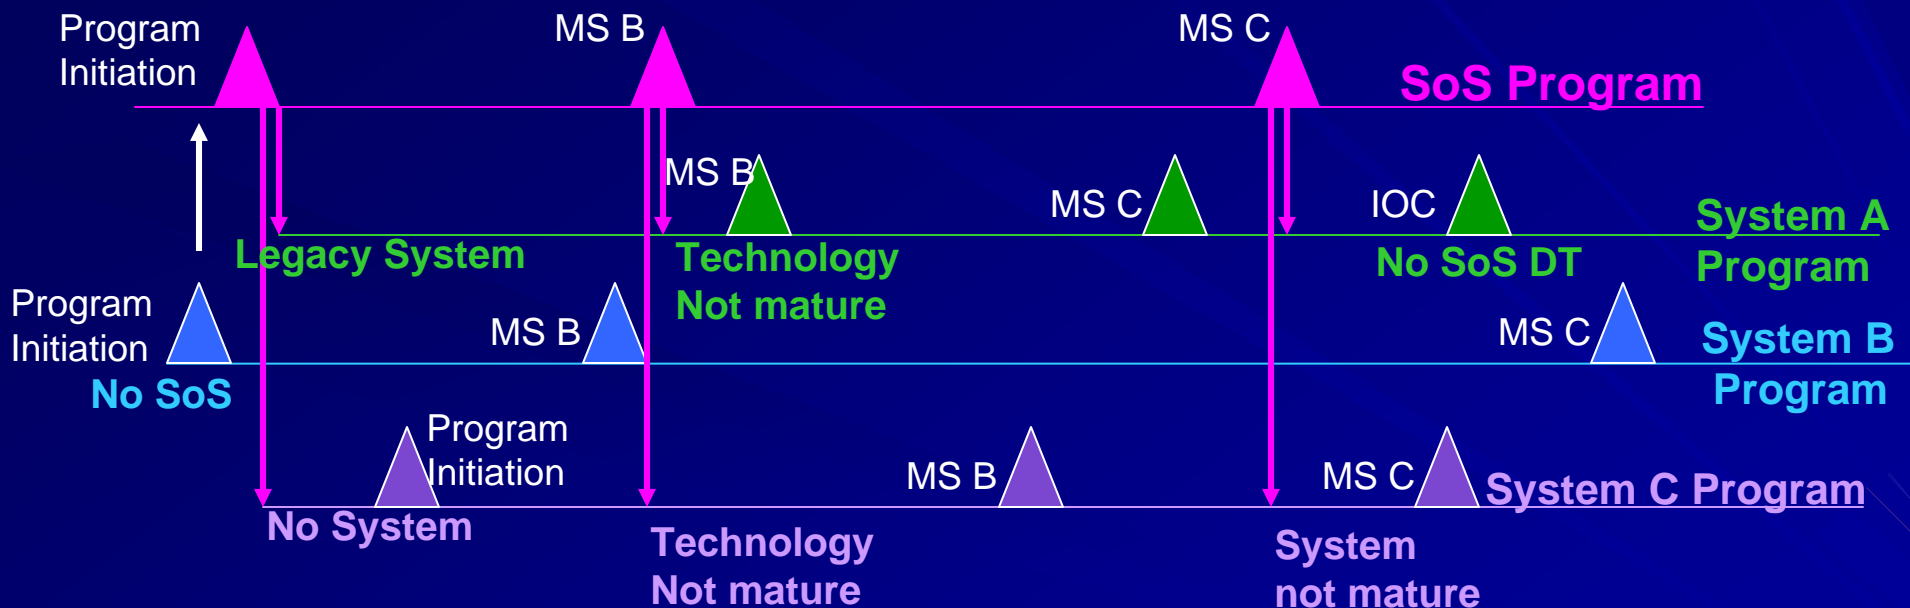 Program
Initiation
MS B
MS C
SoS Program
MS B
MS C
IOC
System A
Program
Legacy System
Technology
Not mature
No SoS DT
Program
Initiation
MS B
MS C
System B
Program
No SoS
Program
Initiation
MS B
MS C
System C Program
No System
Technology
Not mature
System
not mature